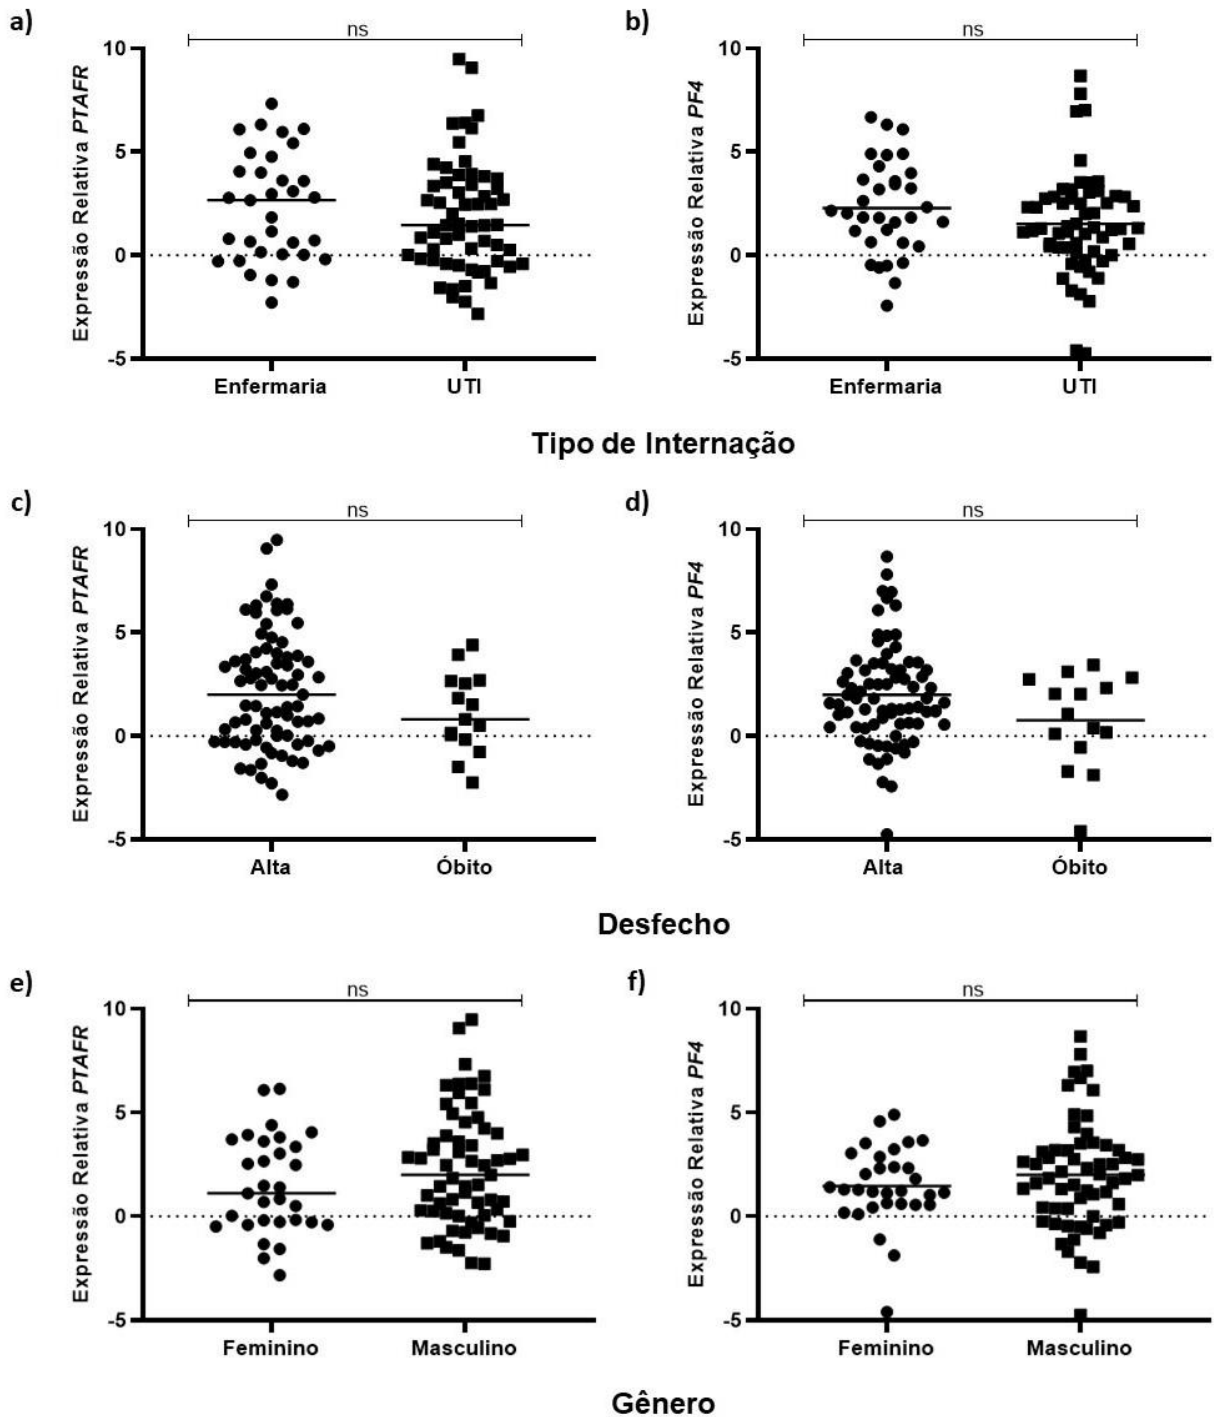 a)
ns
Expressão Relativa PTAFR
10
5
0
-5
Enfermaria
UTI
b)
ns
Expressão Relativa PF4
10
5
0
-5
Enfermaria
UTI
Tipo de Internação
c)
ns
Expressão Relativa PTAFR
10
5
0
-5
Alta
Óbito
d)
ns
Expressão Relativa PF4
10
5
0
-5
Alta
Óbito
Desfecho
e)
ns
Expressão Relativa PTAFR
10
5
0
-5
Feminino
Masculino
f)
ns
Expressão Relativa PF4
10
5
0
-5
Feminino
Masculino
Gênero